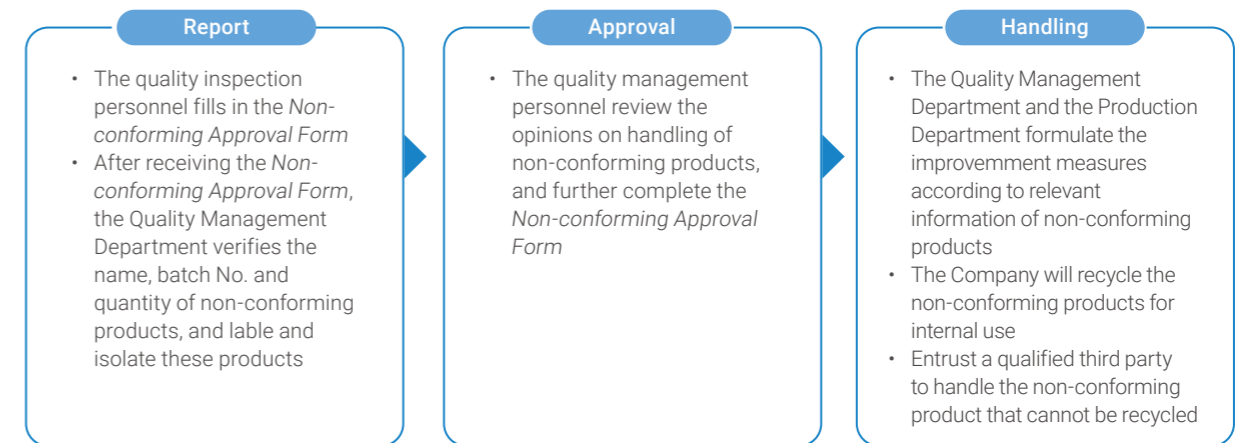 Report
• The quality inspection
personnel fills in the Non-
conforming Approval Form
• After receiving the Non-
conforming Approval Form,
the Quality Management
Department verifies the
name, batch No. and
quantity of non-conforming
products, and lable and
isolate these products
Approval
• The quality management
personnel review the
opinions on handling of
non-conforming products,
and further complete the
Non-conforming Approval
Form
Handling
• The Quality Management
Department and the Production
Department formulate the
improvemment measures
according to relevant
information of non-conforming
products
• The Company will recycle the
non-conforming products for
internal use
• Entrust a qualified third party
to handle the non-conforming
product that cannot be recycled